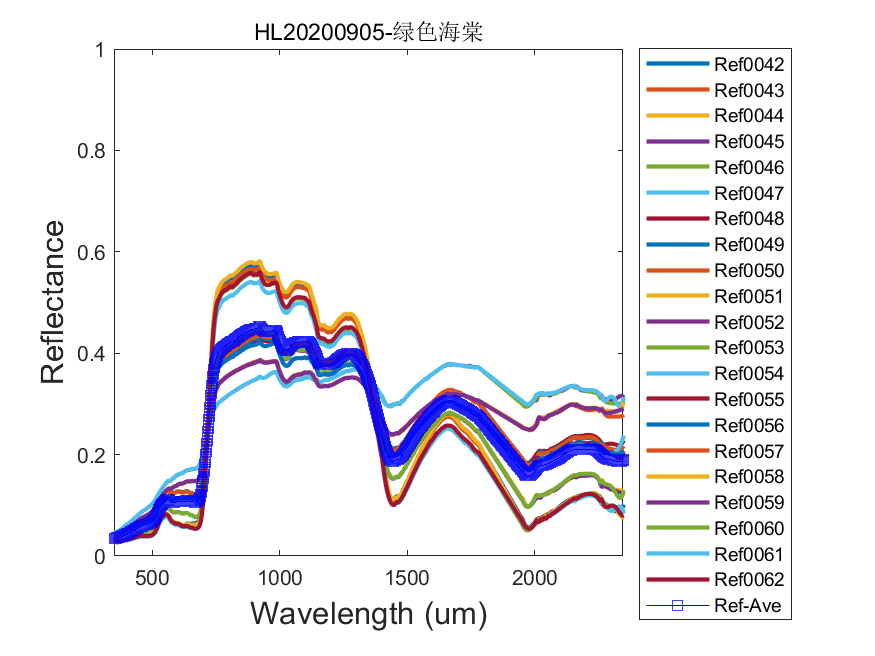 HL20200905-绿色海棠
1
0.8
0.6
0.4
0.2
0
Reflectance
500
1000
1500
2000
Wavelength (um)
Ref0042
Ref0043
Ref0044
Ref0045
Ref0046
Ref0047
Ref0048
Ref0049
Ref0050
Ref0051
Ref0052
Ref0053
Ref0054
Ref0055
Ref0056
Ref0057
Ref0058
Ref0059
Ref0060
Ref0061
Ref0062
Ref-Ave